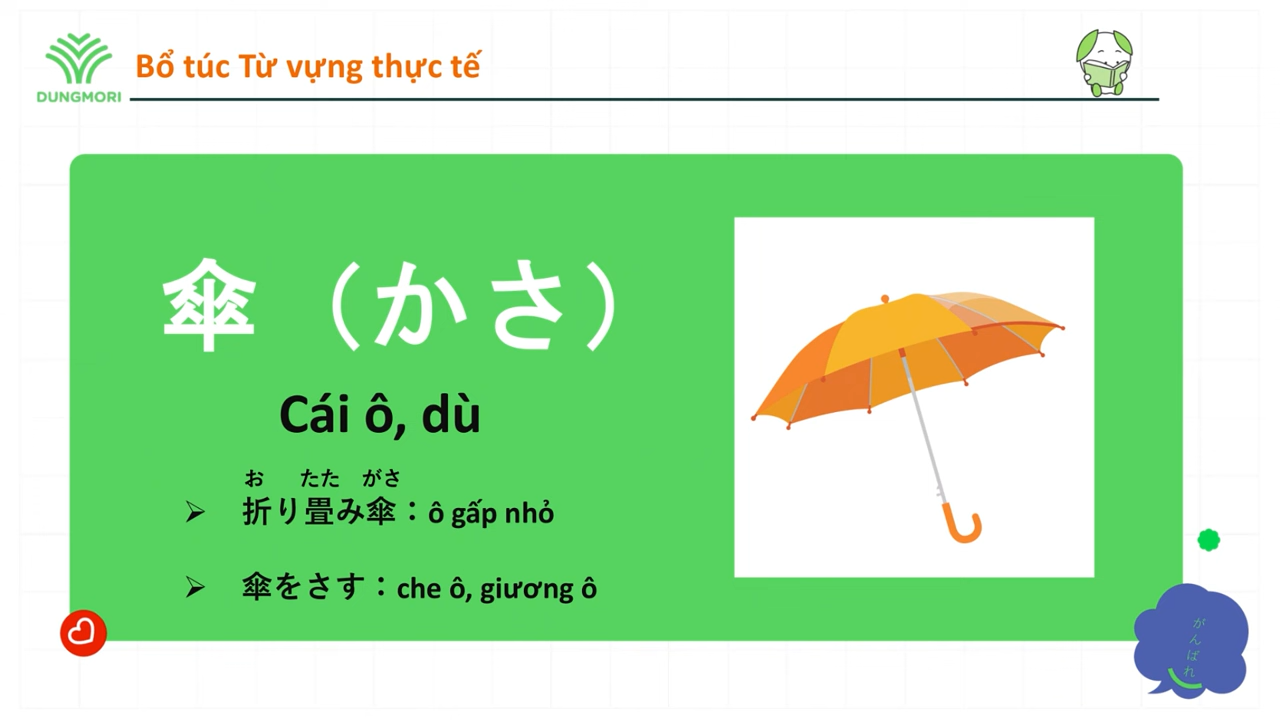 DUNGMORI
Bổ túc Từ vựng thực tế
傘（かさ）
Cái ô, dù
お たた がさ
折り畳み傘：ô gấp nhỏ
傘をさす：che ô, giương ô
がんばれ